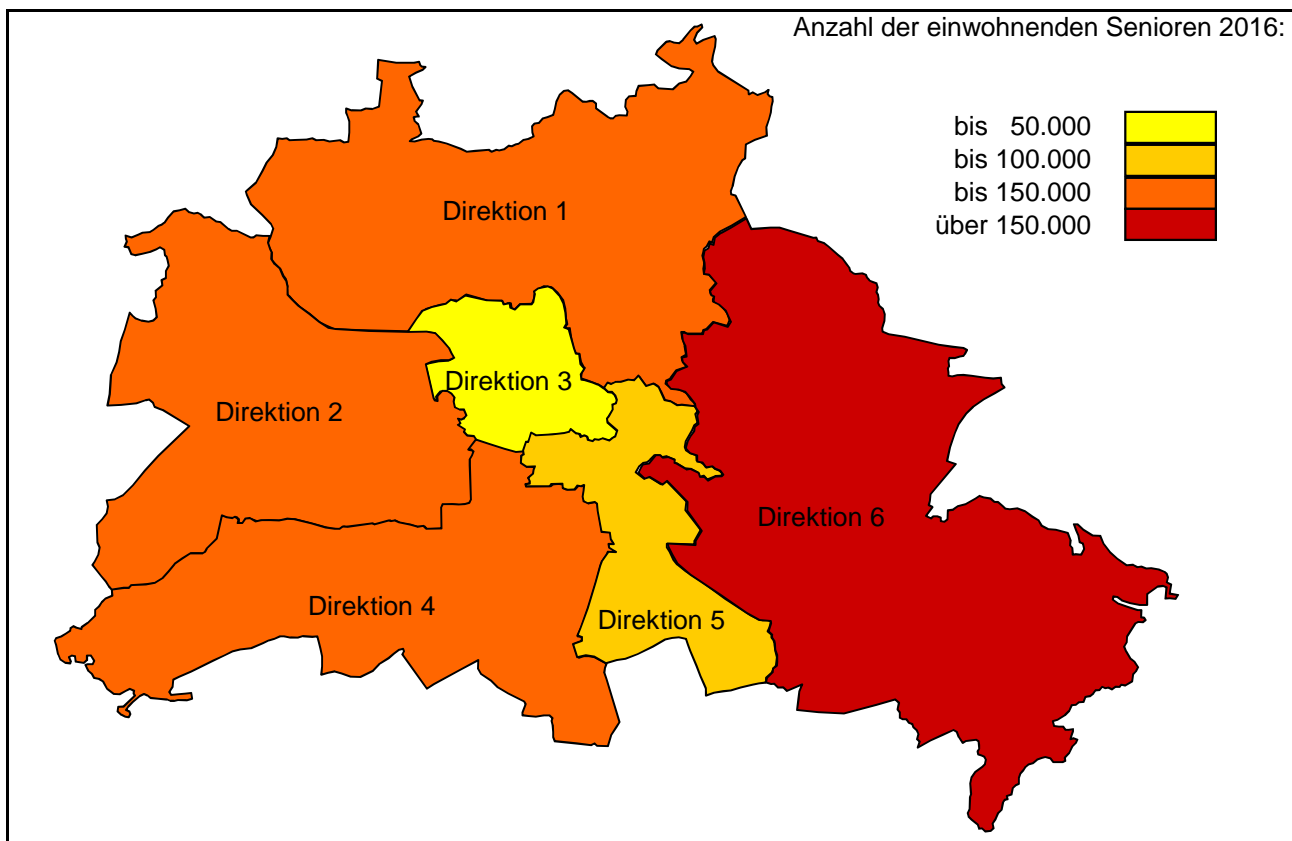 Anzahl der einwohnenden Senioren 2016:
bis 50.000
bis 100.000
bis 150.000
über 150.000
Direktion 1
Direktion 3
Direktion 2
Direktion 6
Direktion 4
Direktion 5